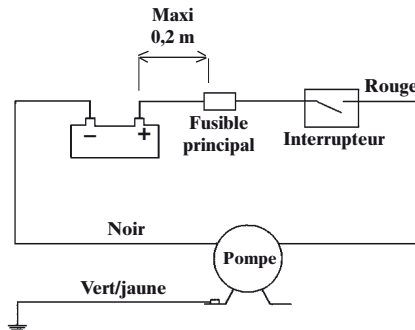 Maxi
0,2 m
Rouge
– +
Fusible
principal
Interrupteur
Noir
Pompe
Vert/jaune